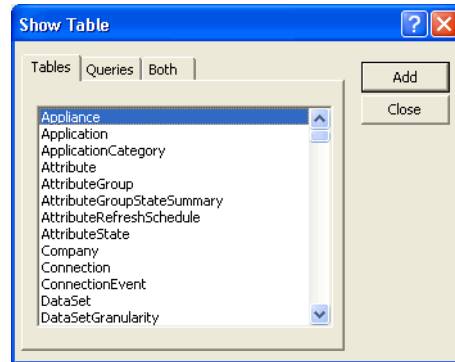 Show Table
Tables Queries Both
Add
Close
Appliance
Application
ApplicationCategory
Attribute
AttributeGroup
AttributeGroupStateSummary
AttributeRefreshSchedule
AttributeState
Company
Connection
ConnectionEvent
DataSet
DataSetGranularity